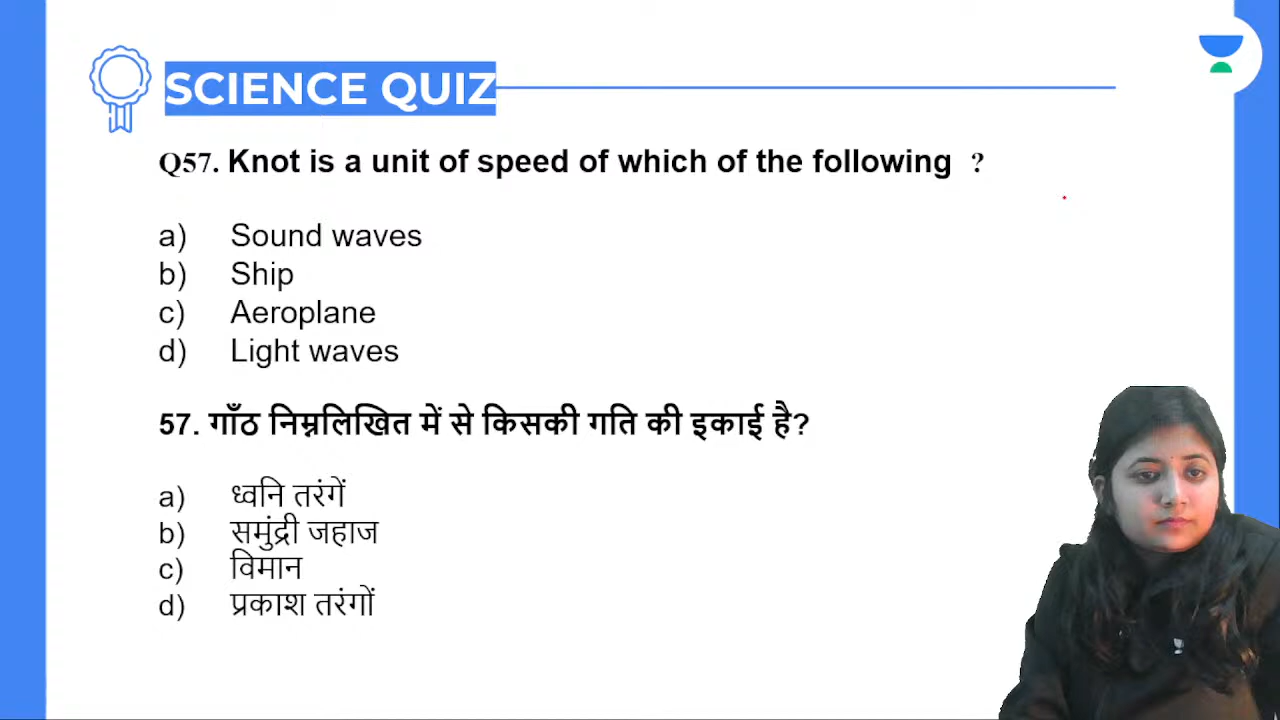 SCIENCE QUIZ
Q57. Knot is a unit of speed of which of the following ?
a) Sound waves
b) Ship
c) Aeroplane
d) Light waves
57. गाँठ निम्नलिखित में से किसकी गति की इकाई है?
a) ध्वनि तरंगें
b) समुंद्री जहाज
c) विमान
d) प्रकाश तरंगों